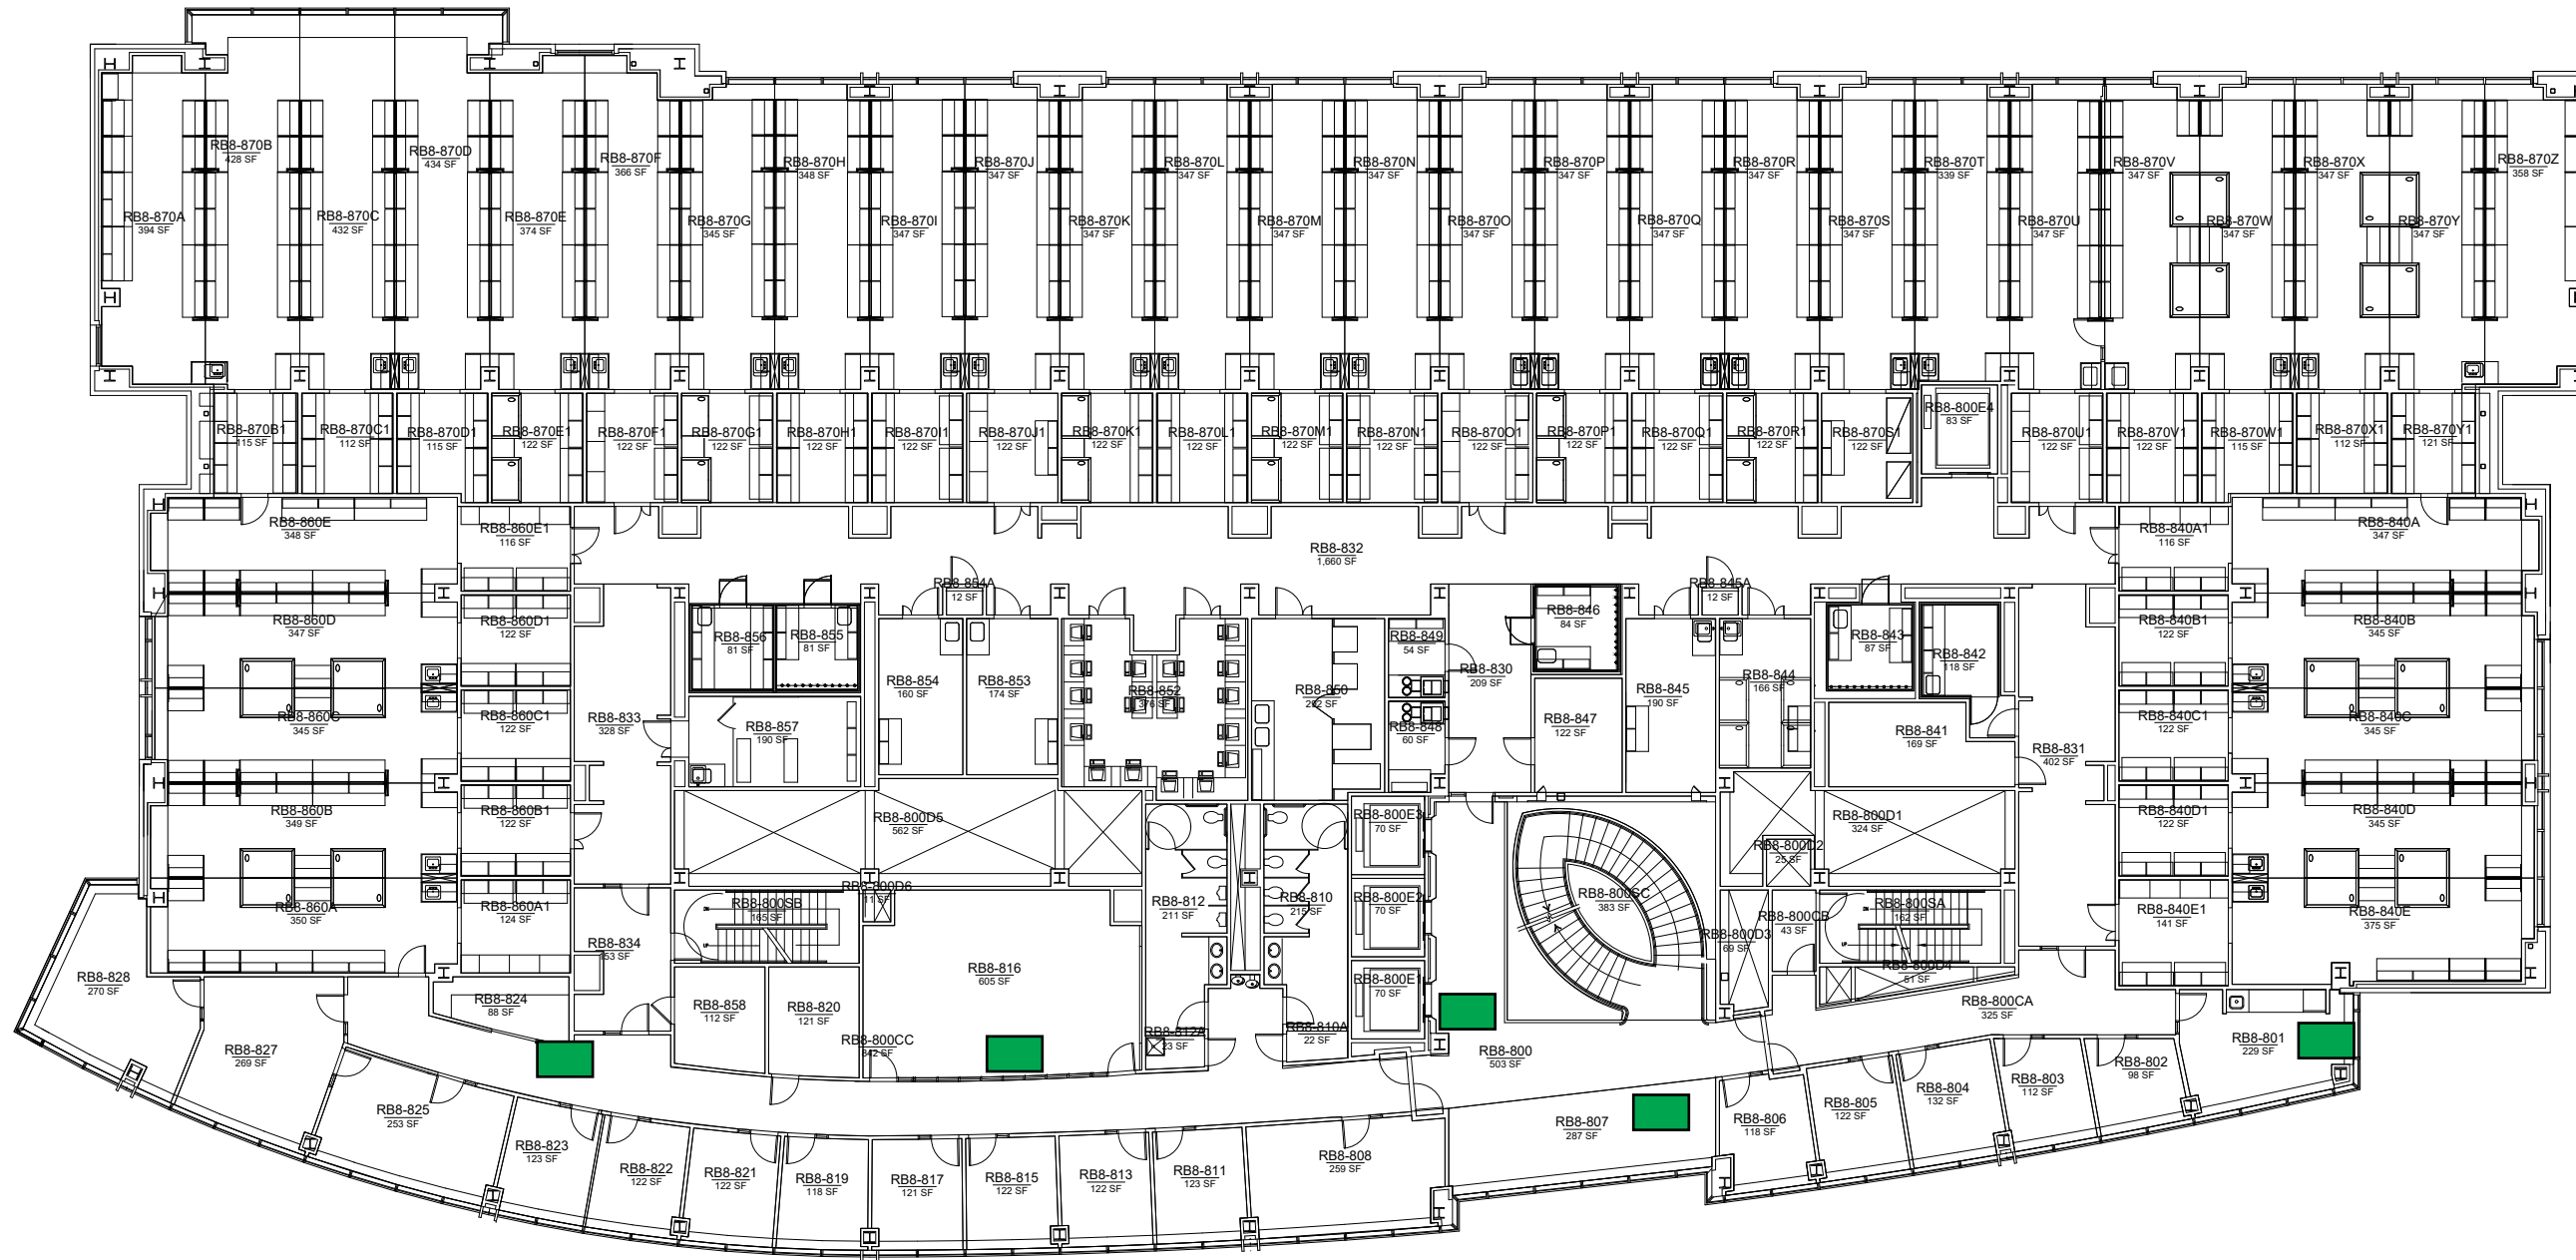 RB8-870B
428 SF
RB8-870D
434 SF
RB8-870F
366 SF
RB8-870H
348 SF
RB8-870J
347 SF
RB8-870L
347 SF
RB8-870N
347 SF
RB8-870P
347 SF
RB8-870R
347 SF
RB8-870T
339 SF
RB8-870V
347 SF
RB8-870X
347 SF
RB8-870Z
358 SF
RB8-870A
394 SF
RB8-870C
432 SF
RB8-870E
374 SF
RB8-870G
345 SF
RB8-870I
347 SF
RB8-870K
347 SF
RB8-870M
347 SF
RB8-870O
347 SF
RB8-870Q
347 SF
RB8-870S
347 SF
RB8-870U
347 SF
RB8-870W
347 SF
RB8-870Y
347 SF
RB8-870B1
115 SF
RB8-870C1
112 SF
RB8-870D1
115 SF
RB8-870E1
122 SF
RB8-870F1
122 SF
RB8-870G1
122 SF
RB8-870H1
122 SF
RB8-870I1
122 SF
RB8-870J1
122 SF
RB8-870K1
122 SF
RB8-870L1
122 SF
RB8-870M1
122 SF
RB8-870N1
122 SF
RB8-870O1
122 SF
RB8-870P1
122 SF
RB8-870Q1
122 SF
RB8-870R1
122 SF
RB8-870S1
122 SF
RB8-800E4
83 SF
RB8-870U1
122 SF
RB8-870V1
122 SF
RB8-870W1
115 SF
RB8-870X1
112 SF
RB8-870Y1
121 SF
RB8-860E
348 SF
RB8-860E1
116 SF
RB8-832
1,660 SF
RB8-840A1
116 SF
RB8-840A
347 SF
RB8-854A
12 SF
RB8-845A
12 SF
RB8-860D
347 SF
RB8-860D1
122 SF
RB8-856
81 SF
RB8-855
81 SF
RB8-849
54 SF
RB8-846
84 SF
RB8-843
87 SF
RB8-842
118 SF
RB8-840B1
122 SF
RB8-840B
345 SF
RB8-854
160 SF
RB8-853
174 SF
RB8-852
376 SF
RB8-850
RB8-830
209 SF
RB8-845
190 SF
RB8-844
166 SF
RB8-860C
345 SF
RB8-860C1
122 SF
RB8-833
328 SF
RB8-857
190 SF
RB8-848
60 SF
RB8-847
122 SF
RB8-841
169 SF
RB8-831
402 SF
RB8-840C1
122 SF
RB8-840C
345 SF
RB8-860B
349 SF
RB8-860B1
122 SF
RB8-800D5
562 SF
RB8-800E3
70 SF
RB8-800D1
324 SF
RB8-800D2
25 SF
RB8-840D1
122 SF
RB8-840D
345 SF
RB8-860A
350 SF
RB8-860A1
124 SF
RB8-800SB
165 SF
RB8-800D6
11 SF
RB8-812
211 SF
RB8-810
215 SF
RB8-800E2
70 SF
RB8-800SC
383 SF
RB8-800CB
43 SF
RB8-800SA
162 SF
RB8-840E1
141 SF
RB8-840E
375 SF
RB8-834
RB8-800D3
69 SF
RB8-828
270 SF
RB8-824
88 SF
RB8-858
112 SF
RB8-820
121 SF
RB8-816
605 SF
RB8-800E1
70 SF
RB8-800D4
RB8-800CA
325 SF
RB8-827
269 SF
RB8-800CC
842 SF
RB8-812A
23 SF
RB8-810A
22 SF
RB8-800
503 SF
RB8-801
229 SF
RB8-825
253 SF
RB8-807
287 SF
RB8-806
118 SF
RB8-805
122 SF
RB8-804
132 SF
RB8-803
112 SF
RB8-802
98 SF
RB8-823
123 SF
RB8-822
122 SF
RB8-821
122 SF
RB8-819
118 SF
RB8-817
121 SF
RB8-815
122 SF
RB8-813
122 SF
RB8-811
123 SF
RB8-808
259 SF